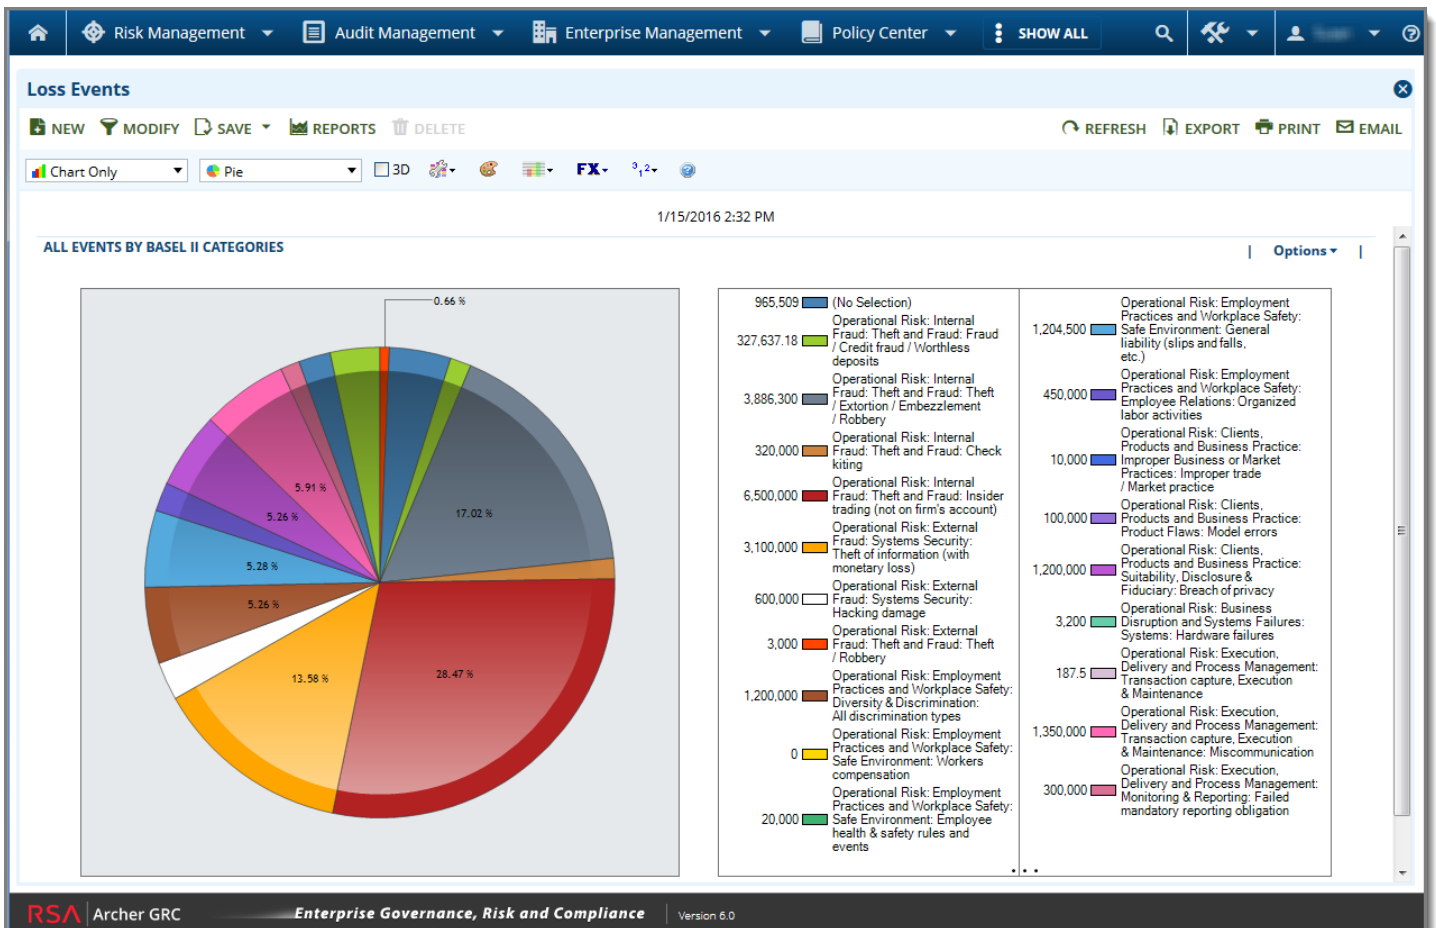 Risk Management
Audit Management
Enterprise Management
Policy Center
SHOW ALL
Loss Events
NEW
MODIFY
SAVE
REPORTS
DELETE
REFRESH
EXPORT
PRINT
EMAIL
Chart Only
Pie
3D
FX
3 1 2
1/15/2016 2:32 PM
ALL EVENTS BY BASEL II CATEGORIES
| Options |
0.66 %
17.02 %
28.47 %
13.58 %
5.26 %
5.28 %
5.26 %
5.91 %
965,509 (No Selection)
Operational Risk: Internal
Fraud: Theft and Fraud: Fraud
327,637.18 / Credit fraud / Worthless
deposits
Operational Risk: Internal
Fraud: Theft and Fraud: Theft
3,886,300 / Extortion / Embezzlement
/ Robbery
Operational Risk: Internal
320,000 Fraud: Theft and Fraud: Check
kiting
Operational Risk: Internal
6,500,000 Fraud: Theft and Fraud: Insider
trading (not on firm's account)
Operational Risk: External
Fraud: Systems Security:
3,100,000 Theft of information (with
monetary loss)
Operational Risk: External
600,000 Fraud: Systems Security:
Hacking damage
Operational Risk: External
3,000 Fraud: Theft and Fraud: Theft
/ Robbery
Operational Risk: Employment
Practices and Workplace Safety:
1,200,000 Diversity & Discrimination:
All discrimination types
Operational Risk: Employment
Practices and Workplace Safety:
0 Safe Environment: Workers
compensation
Operational Risk: Employment
Practices and Workplace Safety:
20,000 Safe Environment: Employee
health & safety rules and
events
Operational Risk: Employment
Practices and Workplace Safety:
1,204,500 Safe Environment: General
liability (slips and falls,
etc.)
Operational Risk: Employment
Practices and Workplace Safety:
450,000 Employee Relations: Organized
labor activities
Operational Risk: Clients,
Products and Business Practice:
10,000 Improper Business or Market
Practices: Improper trade
/ Market practice
Operational Risk: Clients,
100,000 Products and Business Practice:
Product Flaws: Model errors
Operational Risk: Clients,
Products and Business Practice:
1,200,000 Suitability, Disclosure &
Fiduciary: Breach of privacy
Operational Risk: Business
3,200 Disruption and Systems Failures:
Systems: Hardware failures
Operational Risk: Execution,
Delivery and Process Management:
187.5 Transaction capture, Execution
& Maintenance
Operational Risk: Execution,
Delivery and Process Management:
1,350,000 Transaction capture, Execution
& Maintenance: Miscommunication
Operational Risk: Execution,
Delivery and Process Management:
300,000 Monitoring & Reporting: Failed
mandatory reporting obligation
...
RSA Archer GRC
Enterprise Governance, Risk and Compliance
Version 6.0